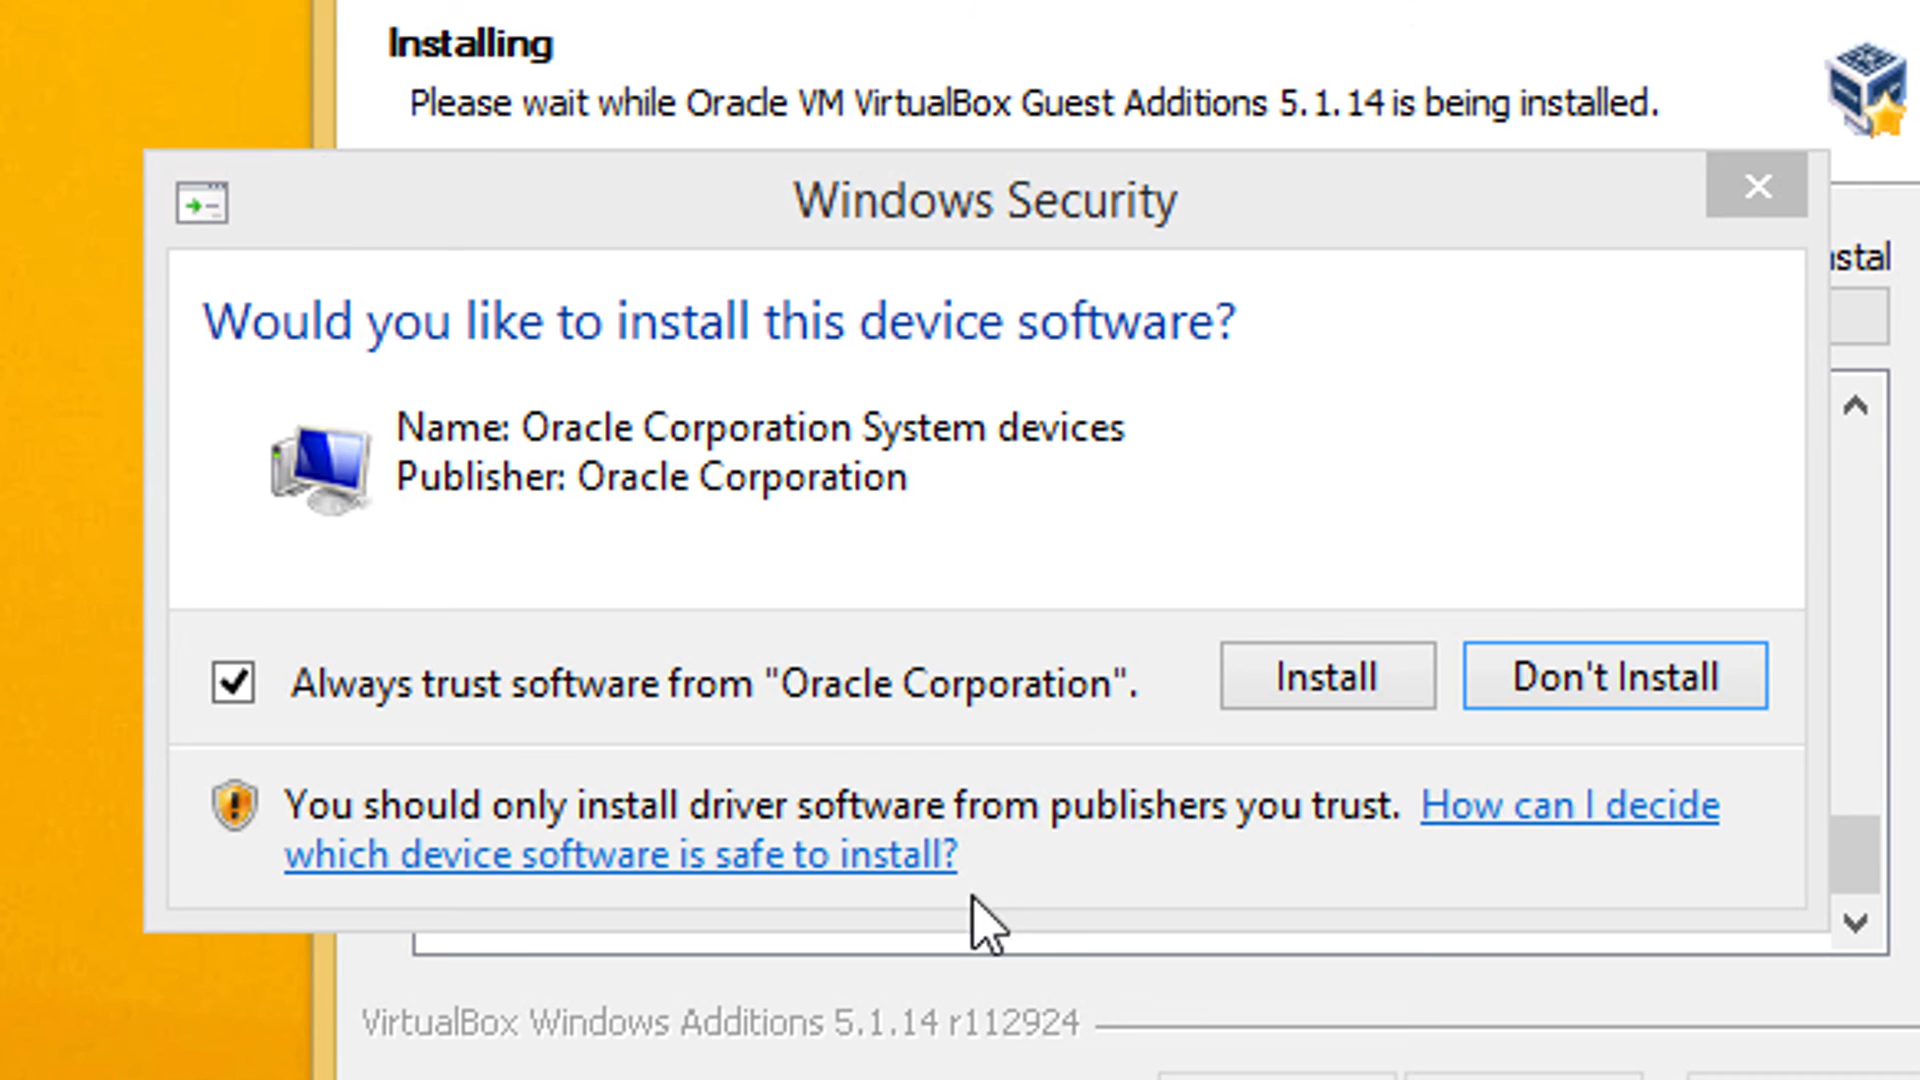 Installing
Please wait while Oracle VM VirtualBox Guest Additions 5.1.14 is being installed.
Windows Security
Would you like to install this device software?
Name: Oracle Corporation System devices
Publisher: Oracle Corporation
Always trust software from "Oracle Corporation".
Install
Don't Install
You should only install driver software from publishers you trust. How can I decide
which device software is safe to install?
VirtualBox Windows Additions 5.1.14 r112924